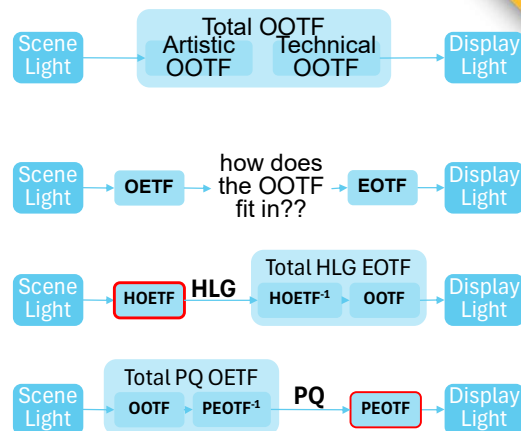 Total OOTF
Scene
Light
Artistic
OOTF
Technical
OOTF
Display
Light
Scene
Light
OETF
how does
the OOTF
fit in??
EOTF
Display
Light
Total HLG EOTF
Scene
Light
HOETF
HLG
HOETF⁻¹
OOTF
Display
Light
Total PQ OETF
Scene
Light
OOTF
PEOTF⁻¹
PQ
PEOTF
Display
Light